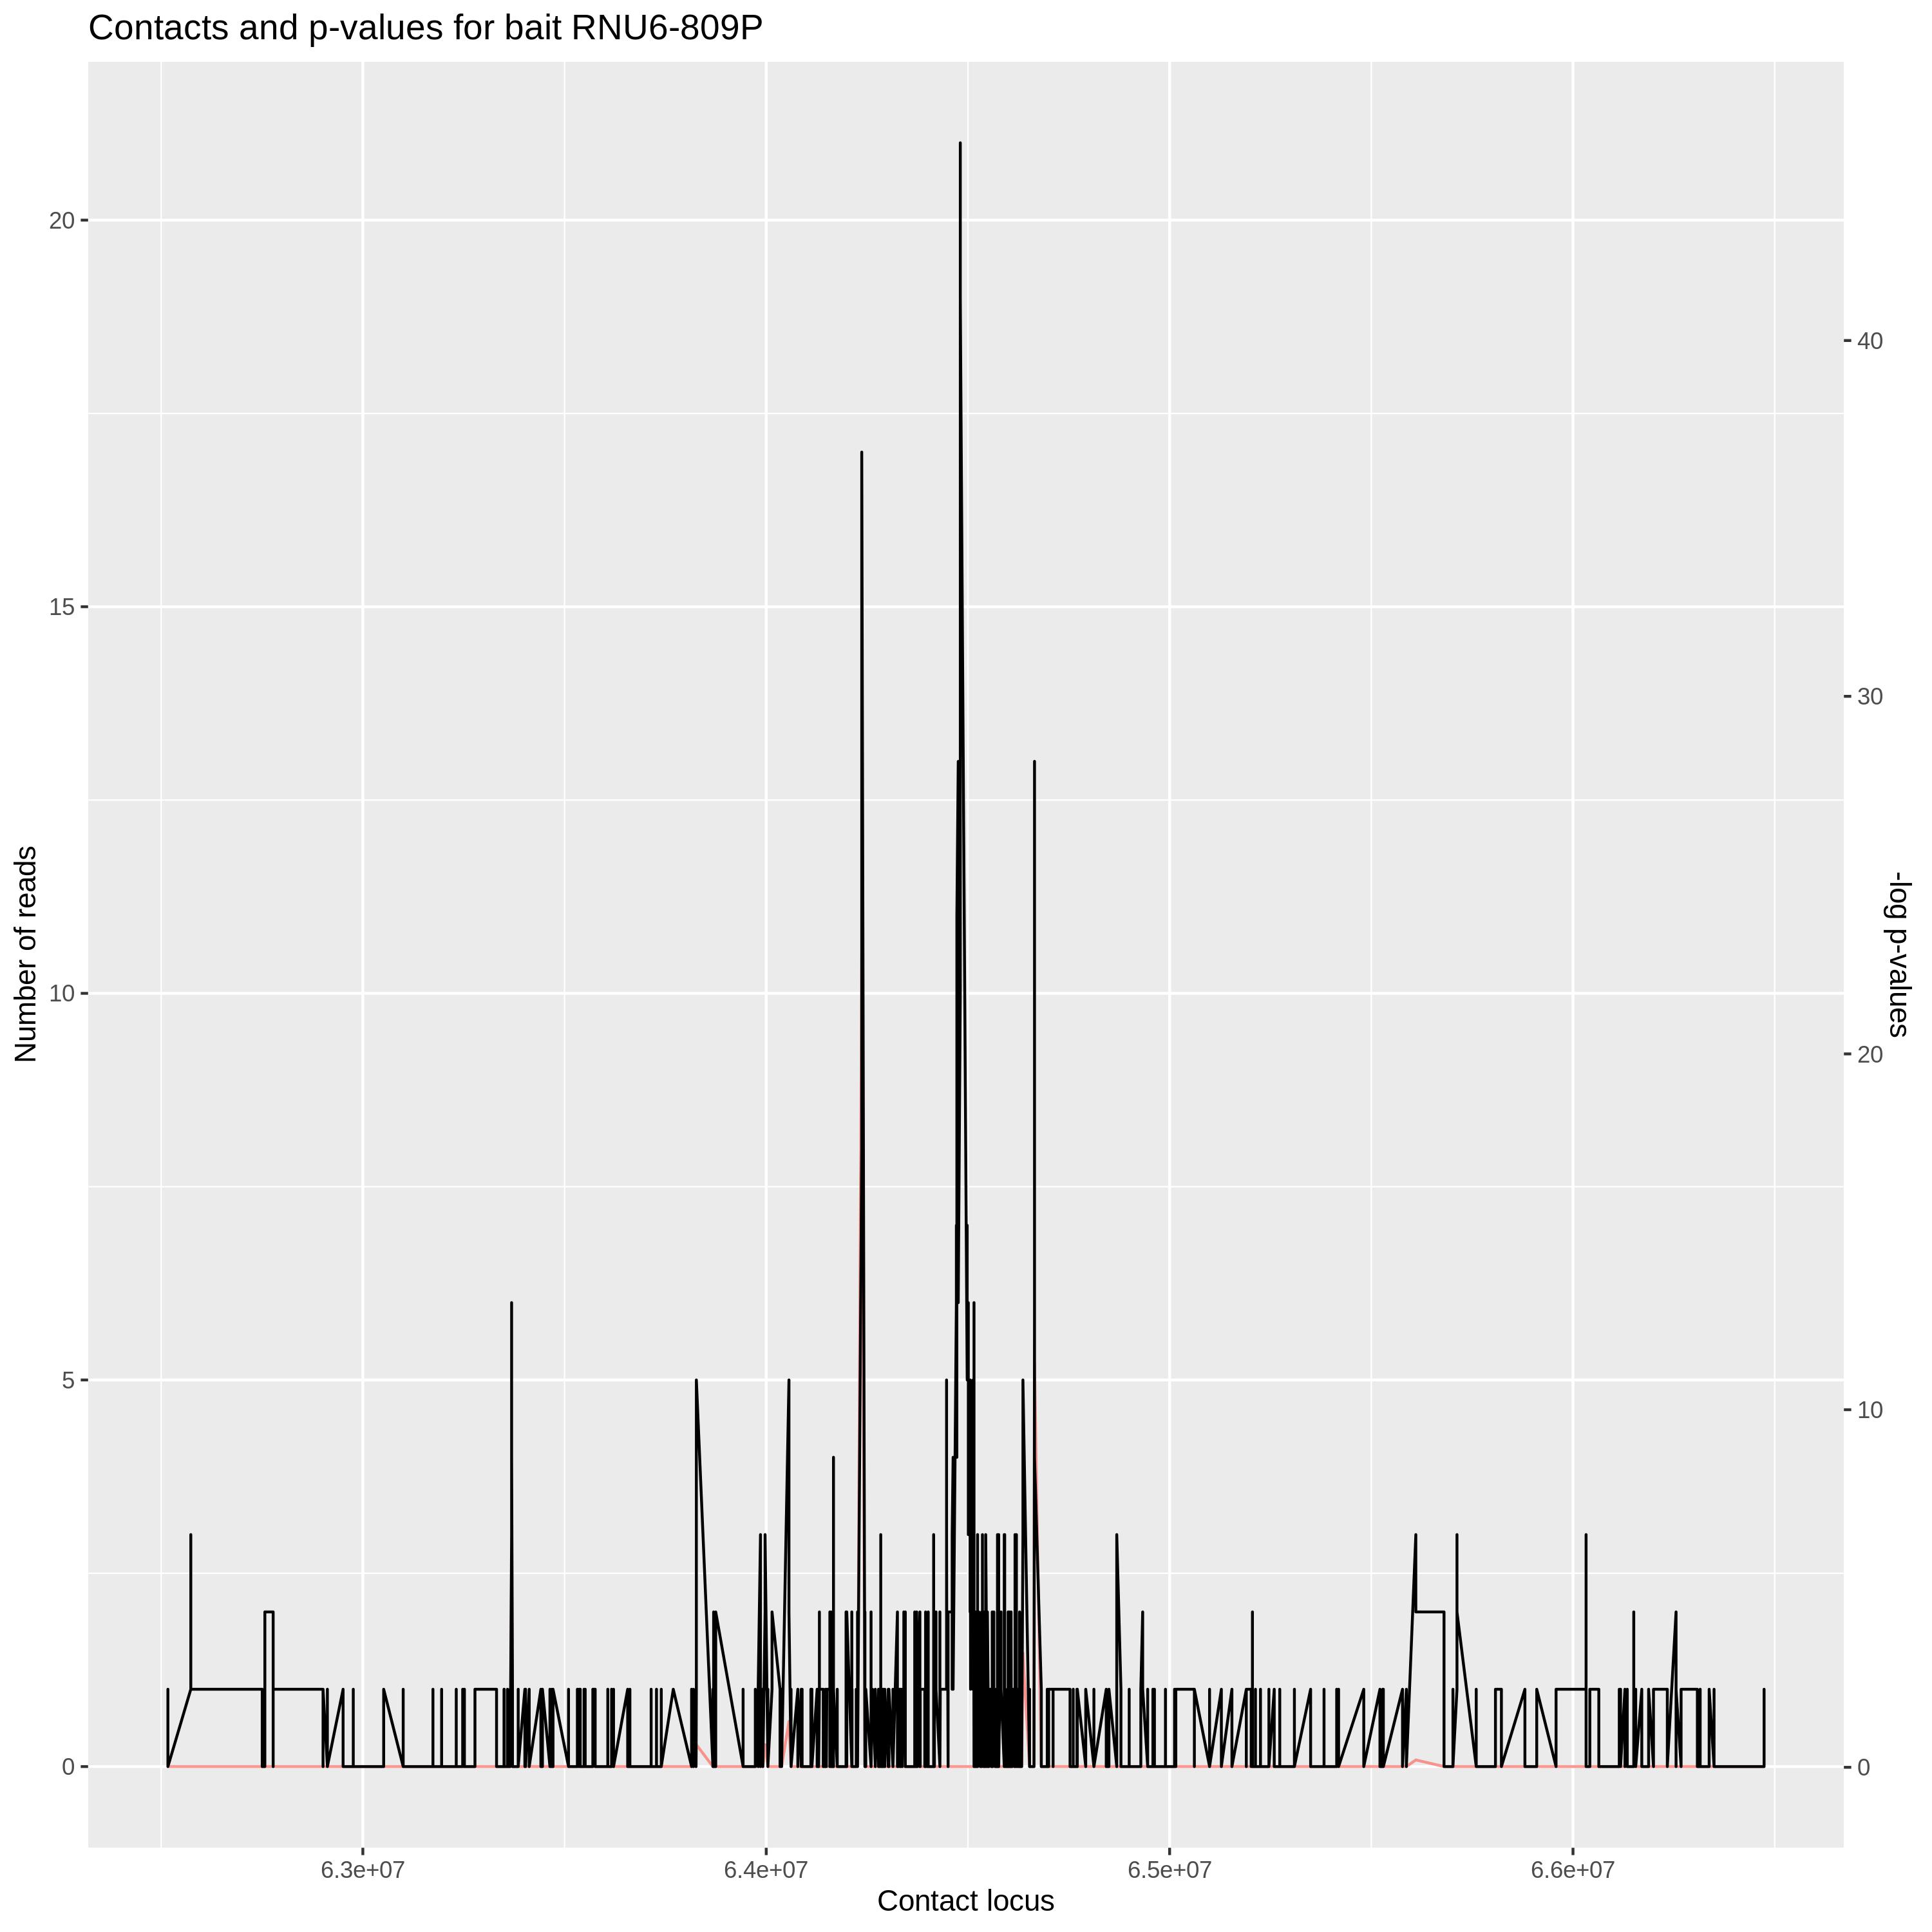 Contacts and p-values for bait RNU6-809P
20
15
10
5
0
Number of reads
40
30
20
10
0
-log p-values
6.3e+07
6.4e+07
6.5e+07
6.6e+07
Contact locus